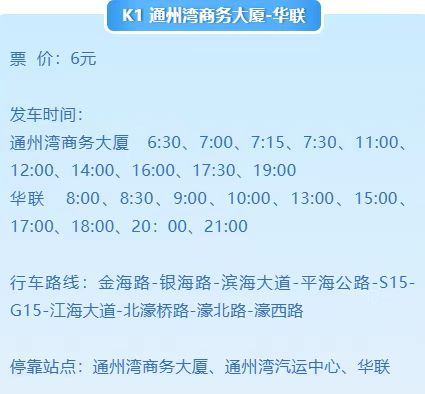 K1 通州湾商务大厦-华联
票 价：6元
发车时间：
通州湾商务大厦 6:30、7:00、7:15、7:30、11:00、
12:00、14:00、16:00、17:30、19:00
华联 8:00、8:30、9:00、10:00、13:00、15:00、
17:00、18:00、20：00、21:00
行车路线：金海路-银海路-滨海大道-平海公路-S15-
G15-江海大道-北濠桥路-濠北路-濠西路
停靠站点：通州湾商务大厦、通州湾汽运中心、华联